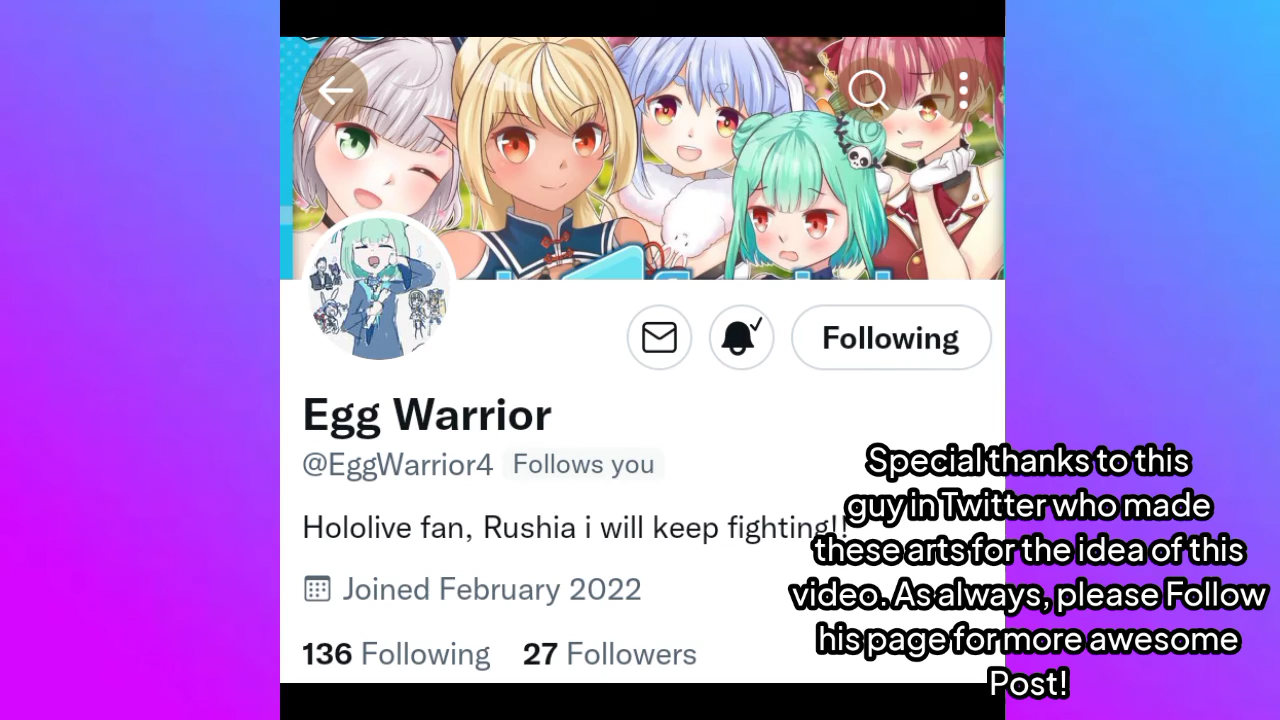 Following
Egg Warrior
@EggWarrior4 Follows you
Hololive fan, Rushia i will keep fighting!!
Joined February 2022
136 Following 27 Followers
Special thanks to this
guy in Twitter who made
these arts for the idea of this
video. As always, please Follow
his page for more awesome
Post!